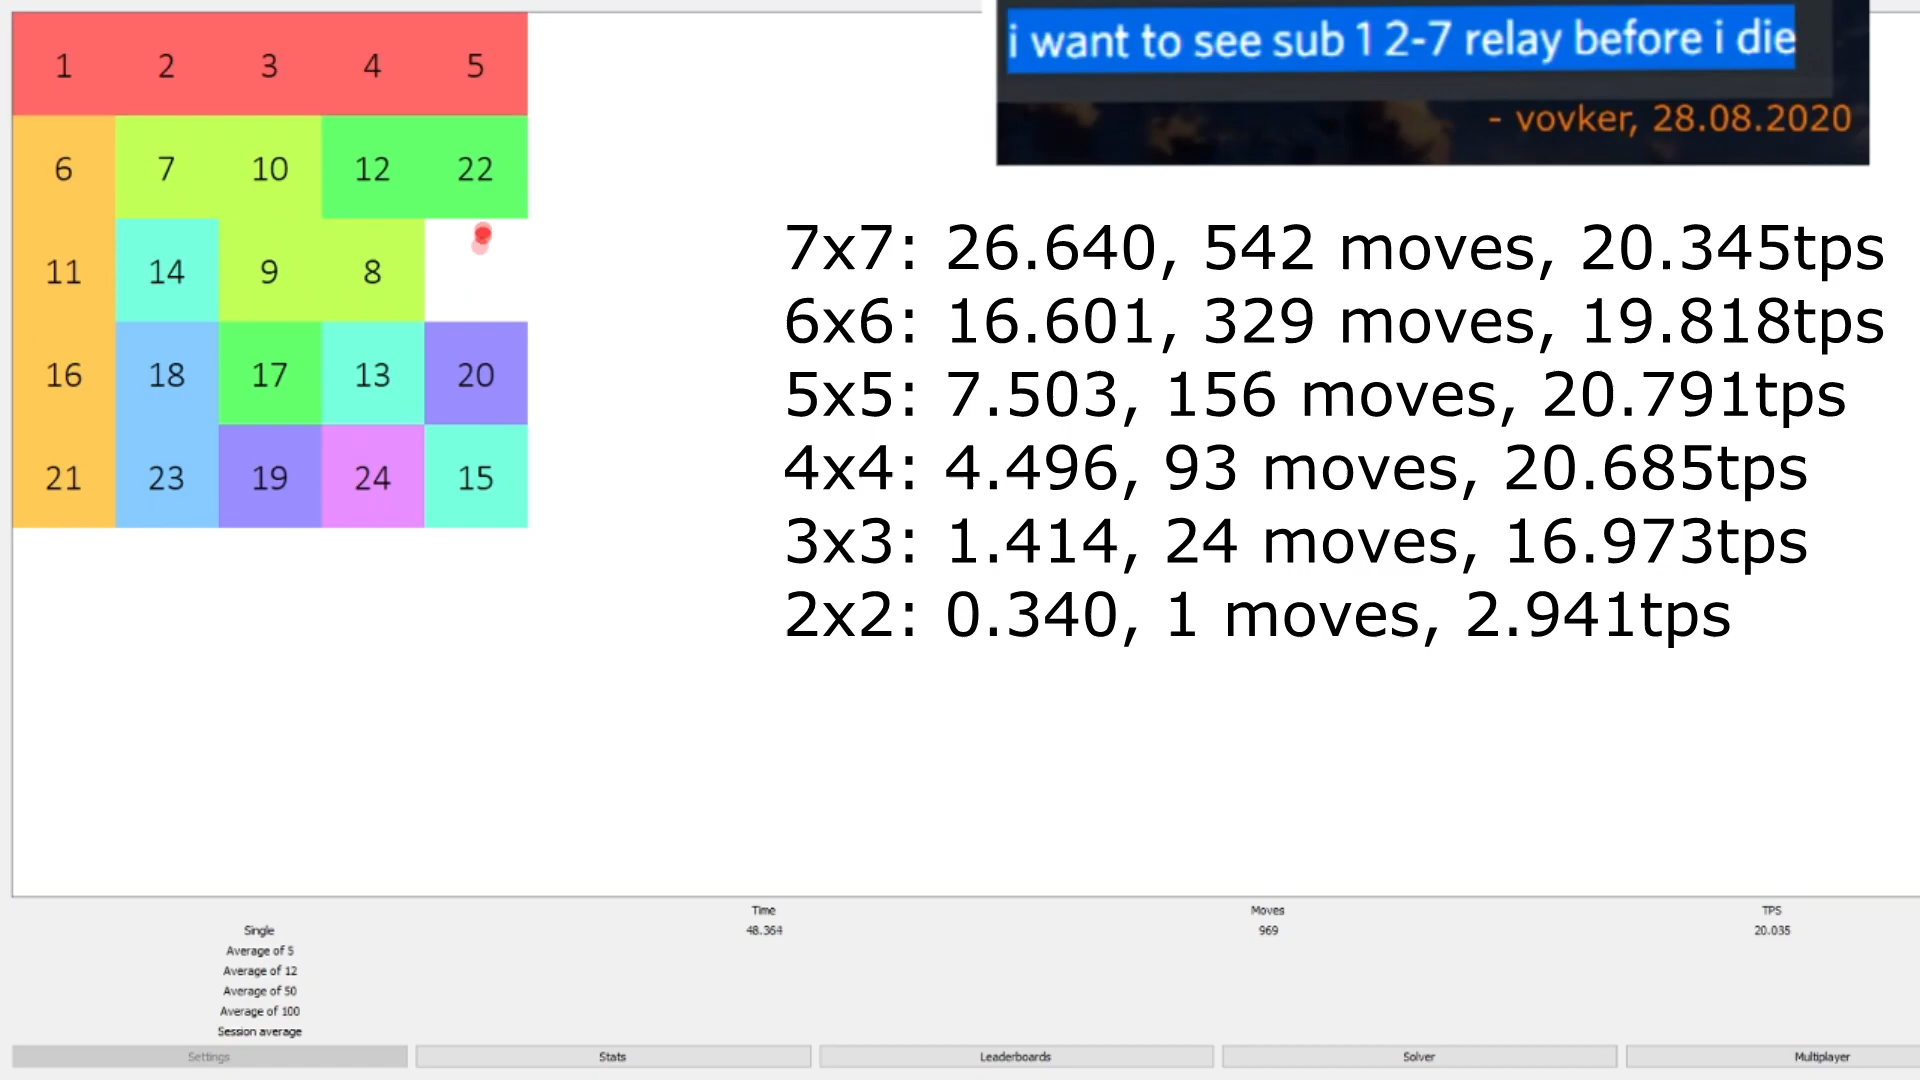 1 2 3 4 5
6 7 10 12 22
11 14 9 8
16 18 17 13 20
21 23 19 24 15
i want to see sub 1 2-7 relay before i die
- vovker, 28.08.2020
7x7: 26.640, 542 moves, 20.345tps
6x6: 16.601, 329 moves, 19.818tps
5x5: 7.503, 156 moves, 20.791tps
4x4: 4.496, 93 moves, 20.685tps
3x3: 1.414, 24 moves, 16.973tps
2x2: 0.340, 1 moves, 2.941tps
Time Moves TPS
Single 48.364 969 20.035
Average of 5
Average of 12
Average of 50
Average of 100
Session average
Settings Stats Leaderboards Solver Multiplayer